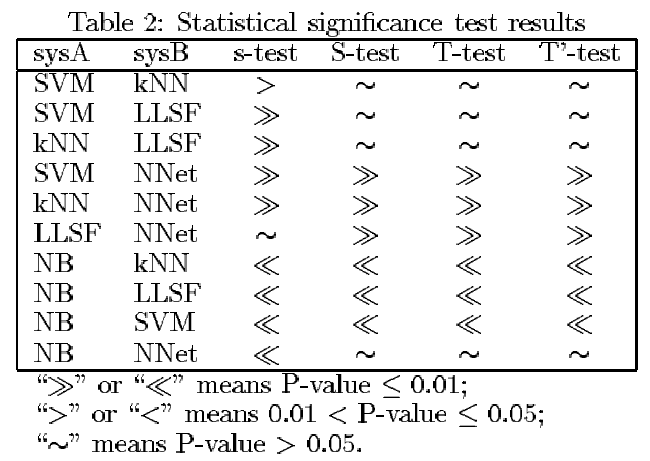 Table 2: Statistical significance test results
sysA sysB s-test S-test T-test T'-test
SVM kNN > ~ ~ ~
SVM LLSF ≫ ~ ~ ~
kNN LLSF ≫ ~ ~ ~
SVM NNet ≫ ≫ ≫ ≫
kNN NNet ≫ ≫ ≫ ≫
LLSF NNet ~ ≫ ≫ ≫
NB kNN ≪ ≪ ≪ ≪
NB LLSF ≪ ≪ ≪ ≪
NB SVM ≪ ≪ ≪ ≪
NB NNet ≪ ~ ~ ~
“≫” or “≪” means P-value ≤ 0.01;
“>” or “<” means 0.01 < P-value ≤ 0.05;
“~” means P-value > 0.05.